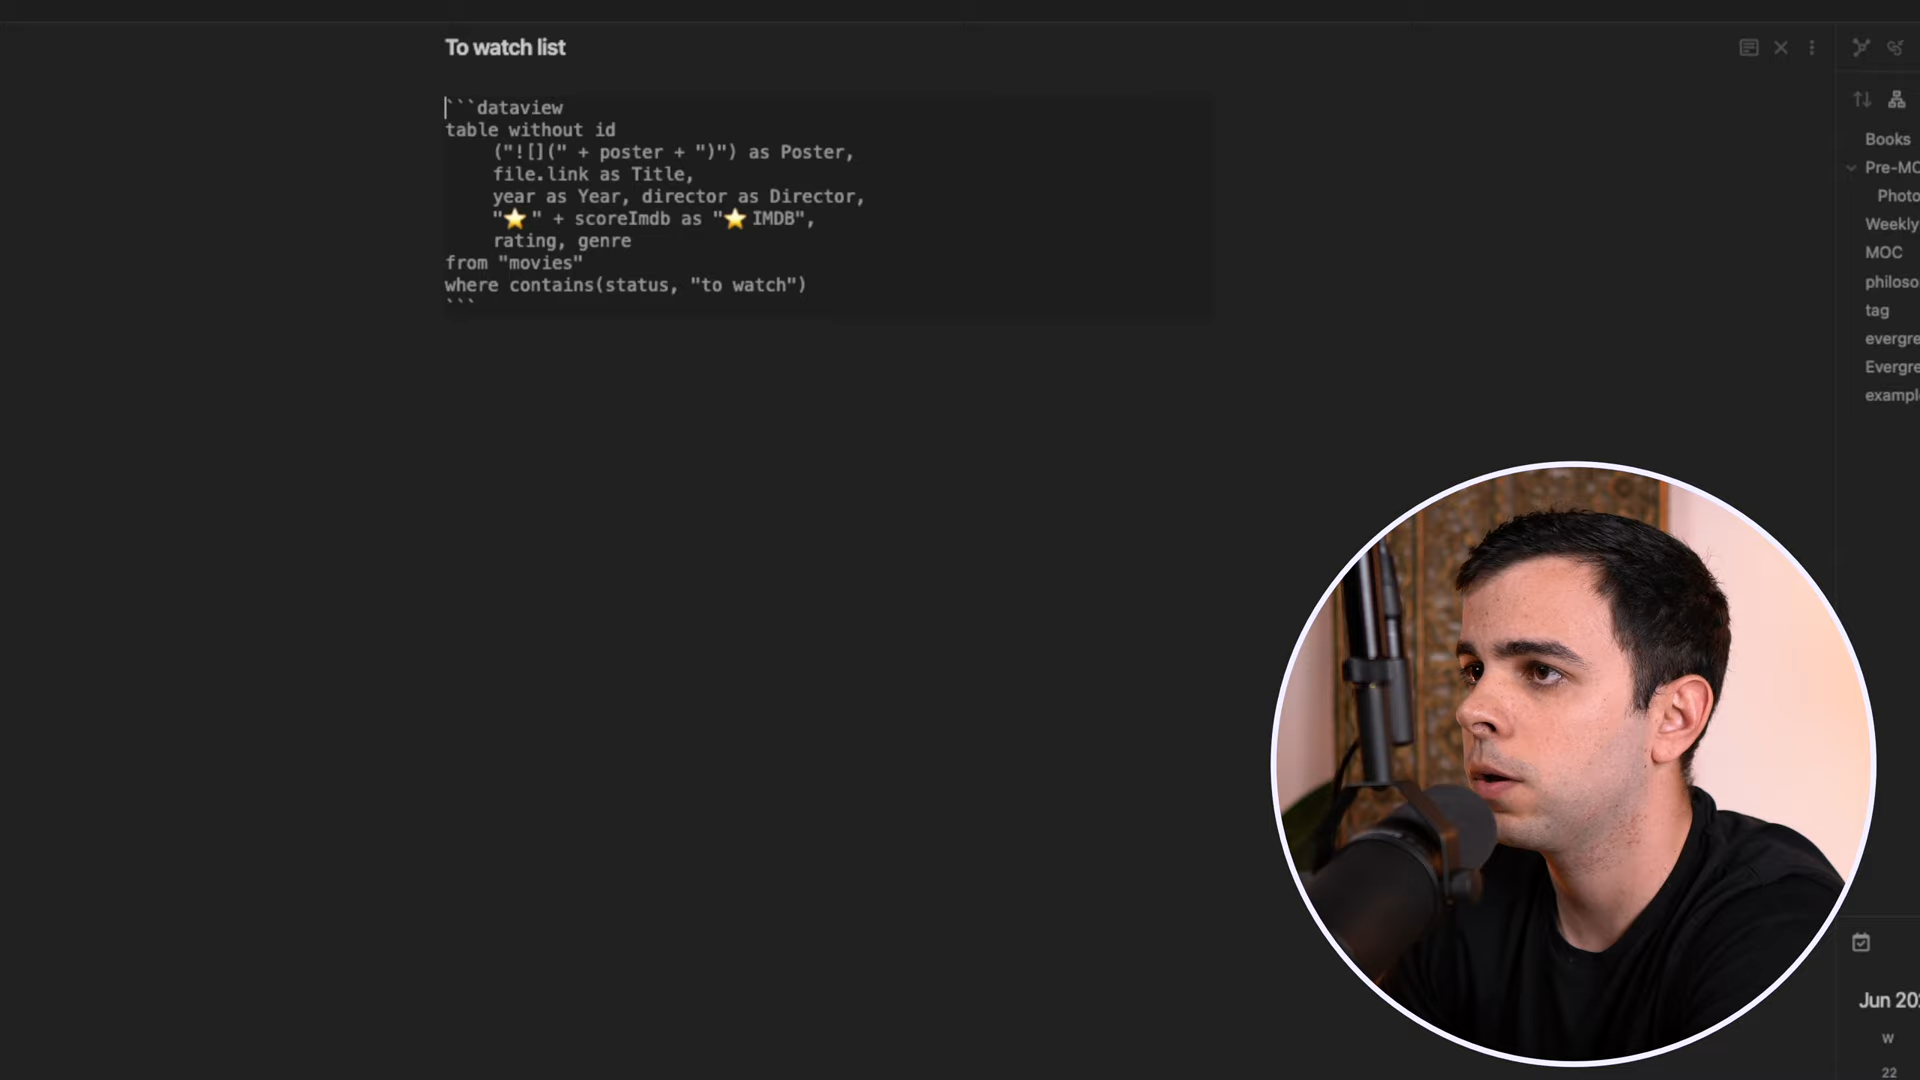 To watch list
```dataview
table without id
("![](" + poster + ")") as Poster,
file.link as Title,
year as Year, director as Director,
"⭐ " + scoreImdb as "⭐ IMDB",
rating, genre
from "movies"
where contains(status, "to watch")
```
Books
Pre-MO
Photo
Weekly
MOC
philoso
tag
evergre
Evergre
exampl
Jun 202
W
22